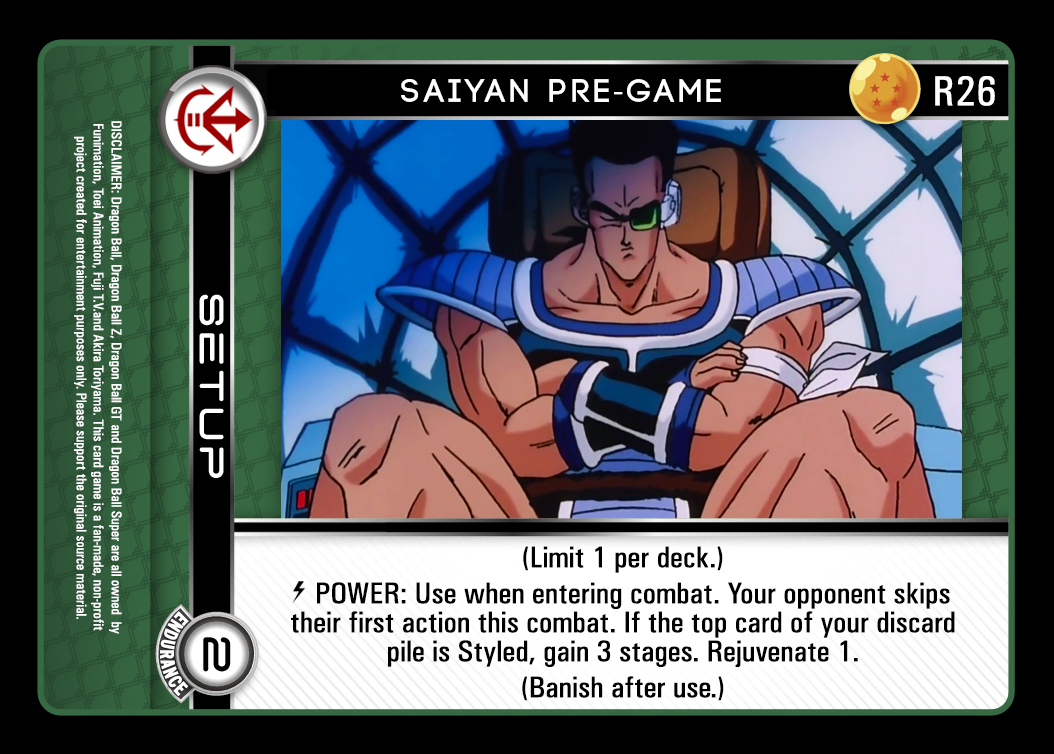 SAIYAN PRE-GAME
R26
DISCLAIMER: Dragon Ball, Dragon Ball Z, Dragon Ball GT and Dragon Ball Super are all owned by
Funimation, Toei Animation, Fuji T.V.and Akira Toriyama. This card game is a fan-made, non-profit
project created for entertainment purposes only. Please support the original source material.
SETUP
ENDURANCE
2
(Limit 1 per deck.)
POWER: Use when entering combat. Your opponent skips
their first action this combat. If the top card of your discard
pile is Styled, gain 3 stages. Rejuvenate 1.
(Banish after use.)